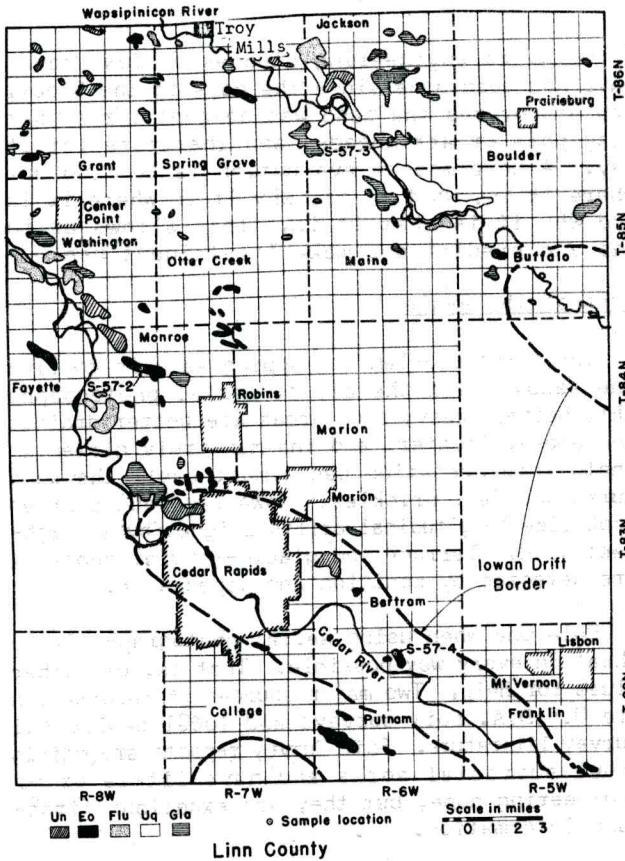 Wapsipinicon River
Troy
Mills
Jackson
T-86N
Prairieburg
S-57-3
Grant
Spring Grove
Boulder
Center
Point
Washington
T-85N
Otter Creek
Maine
Buffalo
Monroe
Fayette
S-57-2
T-84N
Robins
Marion
Marion
T-83N
Cedar
Rapids
Iowan Drift
Border
Bertram
Cedar River
S-57-4
Lisbon
Mt. Vernon
College
Putnam
Franklin
R-8W
R-7W
R-6W
R-5W
Un Eo Flu Uq Gla
Sample location
Scale in miles
1 0 1 2 3
Linn County